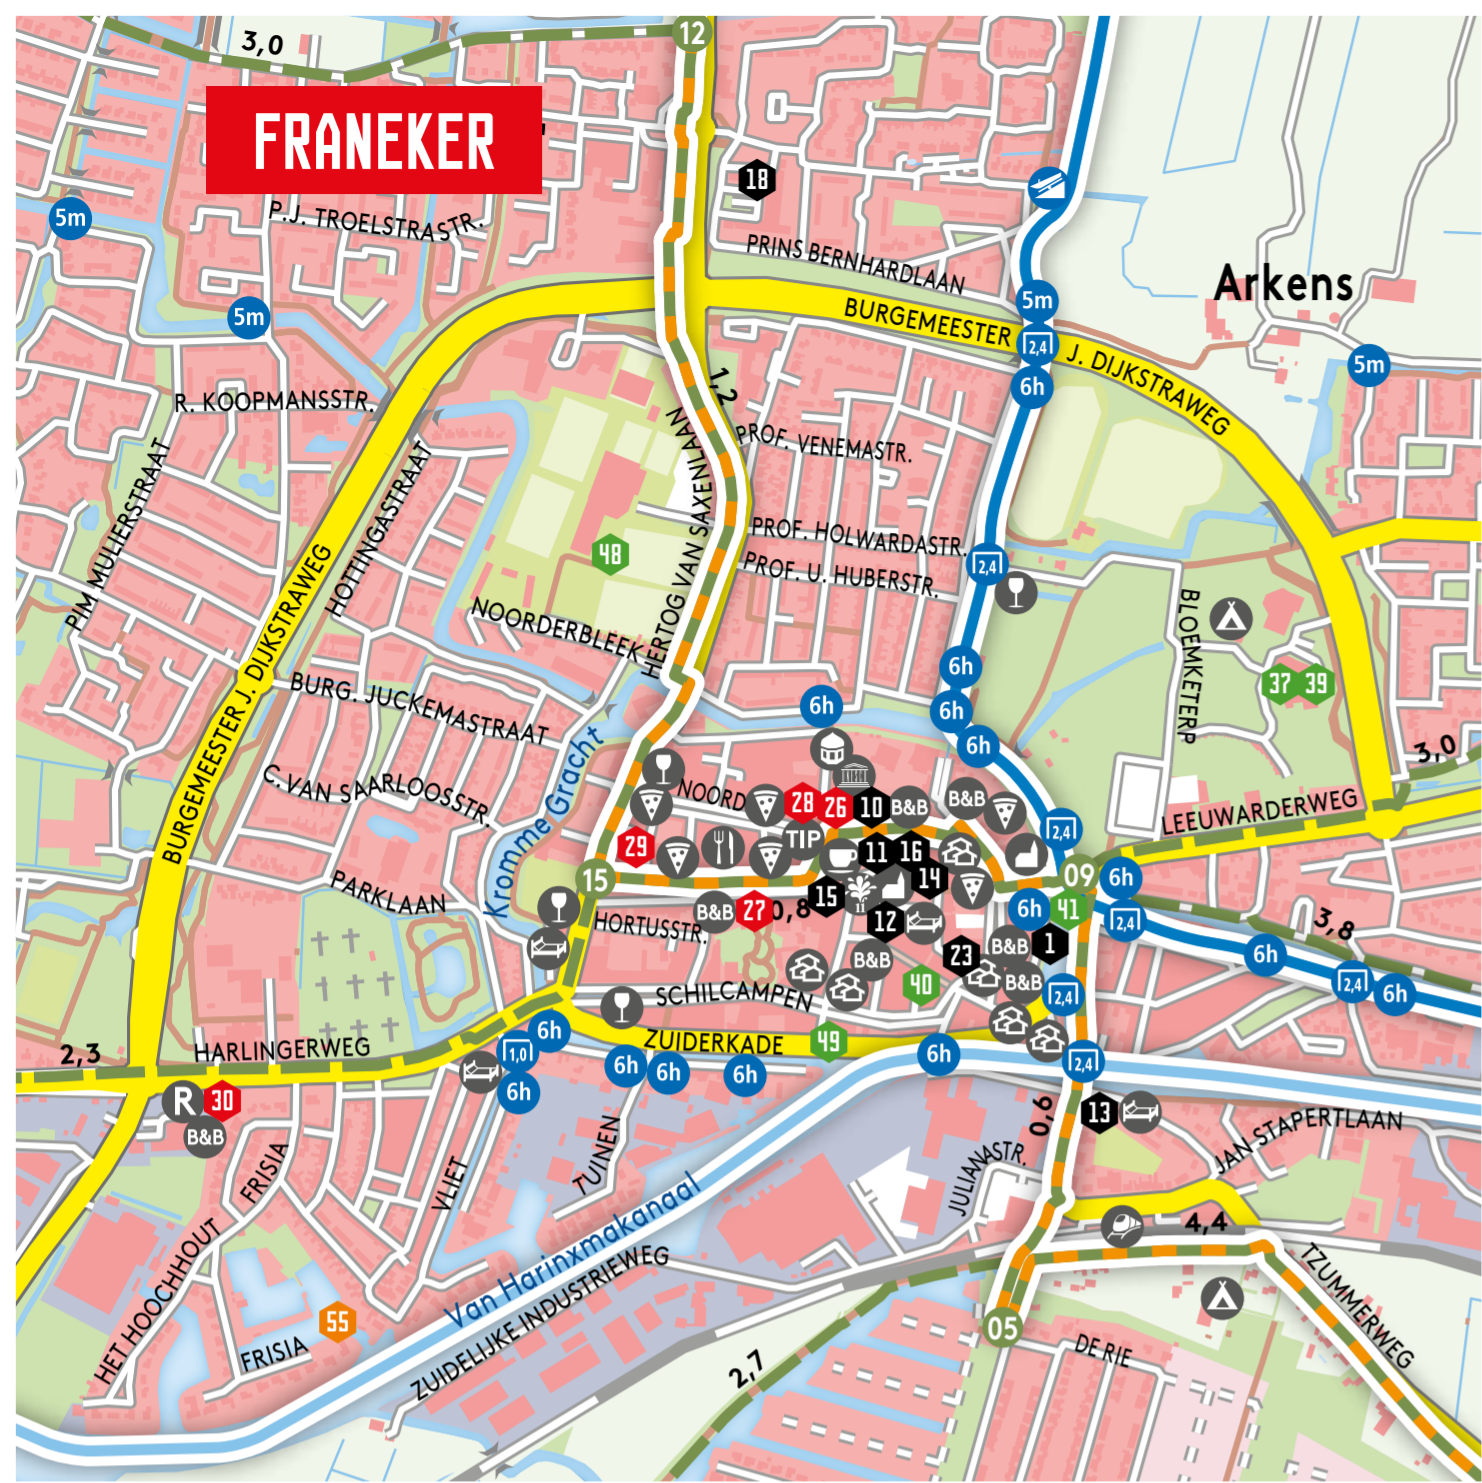 12
3,0
FRANEKER
18
5m
P.J. TROELSTRASTR.
PRINS BERNHARDLAAN
Arkens
5m
5m
BURGEMEESTER
2,4
J. DIJKSTRAWEG
5m
6h
1,2
R. KOOPMANSSTR.
PIM MULIERSTRAAT
HOTTINGASTRAAT
HERTOG VAN SAXENLAAN
PROF. VENEMASTR.
PROF. HOLWARDASTR.
PROF. U. HUBERSTR.
48
2,4
NOORDERBLEEK
BLOEMKETERP
37
39
6h
BURG. JUCKEMASTRAAT
BURGEMEESTER J. DIJKSTRAWEG
6h
6h
6h
3,0
C. VAN SAARLOOSSTR.
Kromme Gracht
NOORD
28
26
10
B&B
B&B
LEEUWARDERWEG
2,4
29
TIP
11
16
15
PARKLAAN
14
09
6h
15
11
B&B
27
0,8
12
6h
41
2,4
3,8
HORTUSSTR.
23
B&B
1
6h
B&B
40
B&B
2,4
2,4
6h
SCHILCAMPEN
6h
ZUIDERKADE
49
2,3
HARLINGERWEG
1,0
6h
6h
6h
6h
2,4
6h
R
30
B&B
0,6
13
JAN STAPERTLAAN
TUINEN
JULIANASTR.
FRISIA
VLIET
4,4
HET HOOCHHOUT
Van Harinxmakanaal
ZUIDELIJKE INDUSTRIEWEG
TZUMMERWEG
55
FRISIA
05
DE RIE
2,7